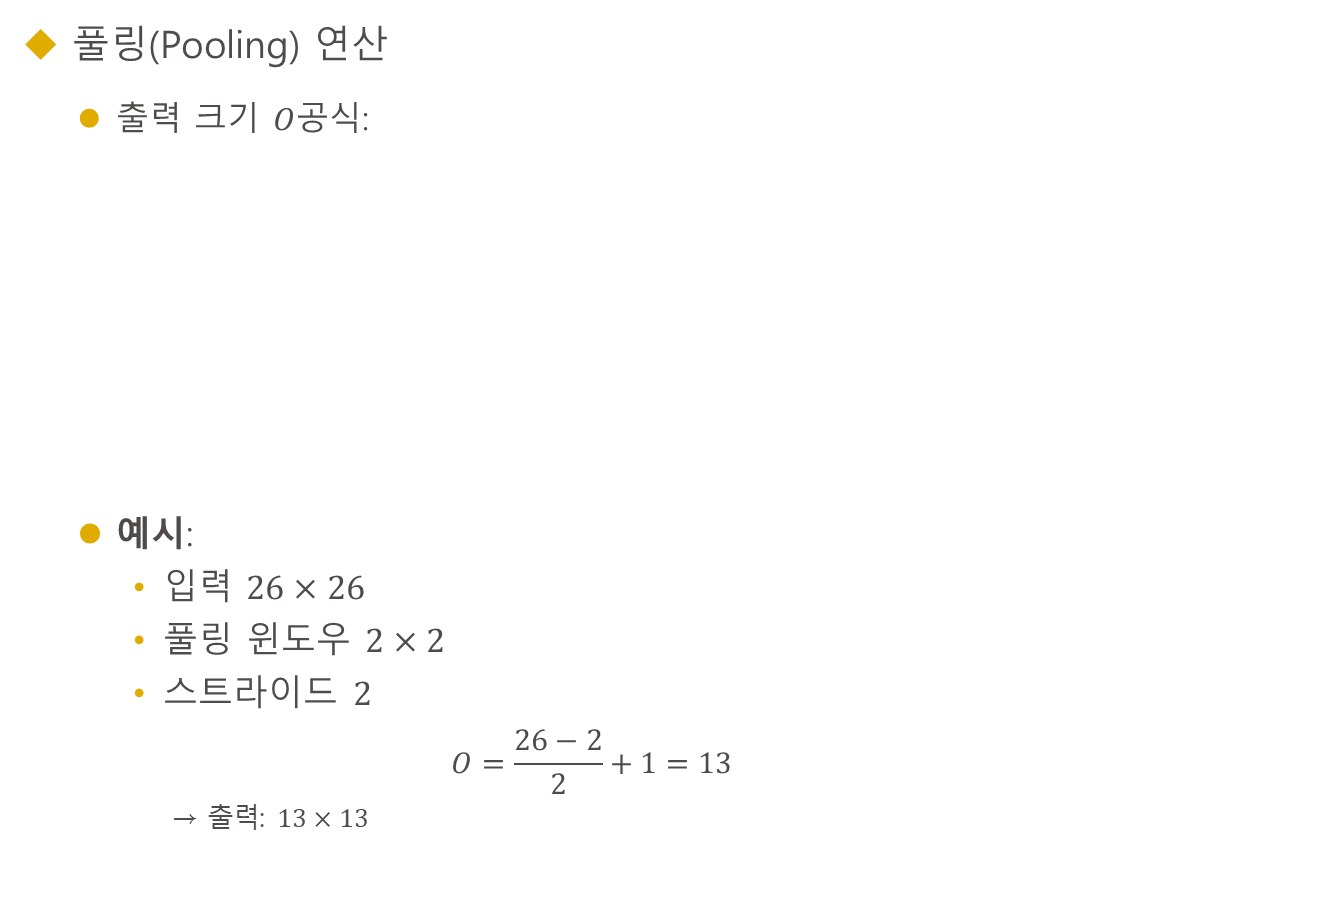 풀링(Pooling) 연산
출력 크기 O공식:
예시:
입력 26 × 26
풀링 윈도우 2 × 2
스트라이드 2
O = \frac{26 − 2}{2} + 1 = 13
→ 출력: 13 × 13